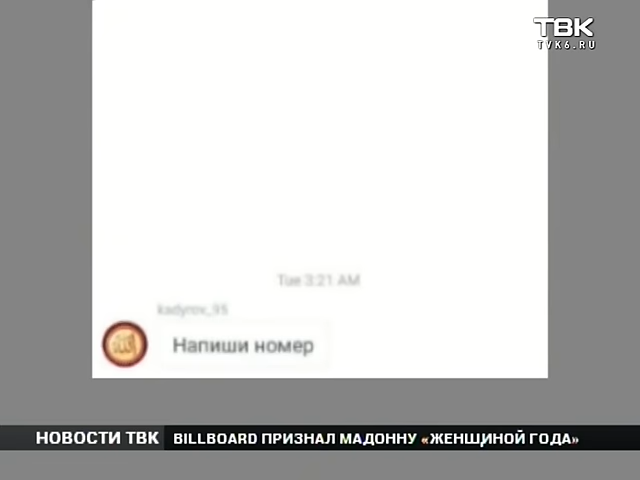 ТВК
TVK6.RU
Tue 3:21 AM
kadyrov_95
Напиши номер
НОВОСТИ ТВК BILLBOARD ПРИЗНАЛ МАДОННУ «ЖЕНЩИНОЙ ГОДА»